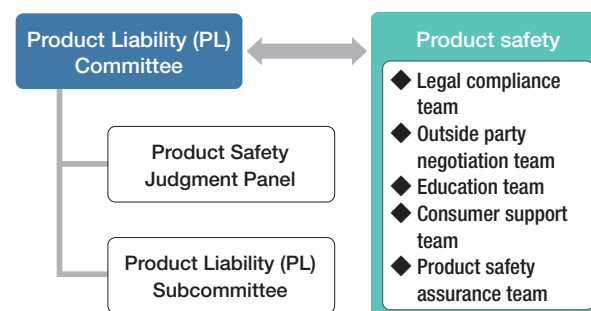 Product Liability (PL)
Committee
Product Safety
Judgment Panel
Product Liability (PL)
Subcommittee
Product safety
◆ Legal compliance
team
◆ Outside party
negotiation team
◆ Education team
◆ Consumer support
team
◆ Product safety
assurance team